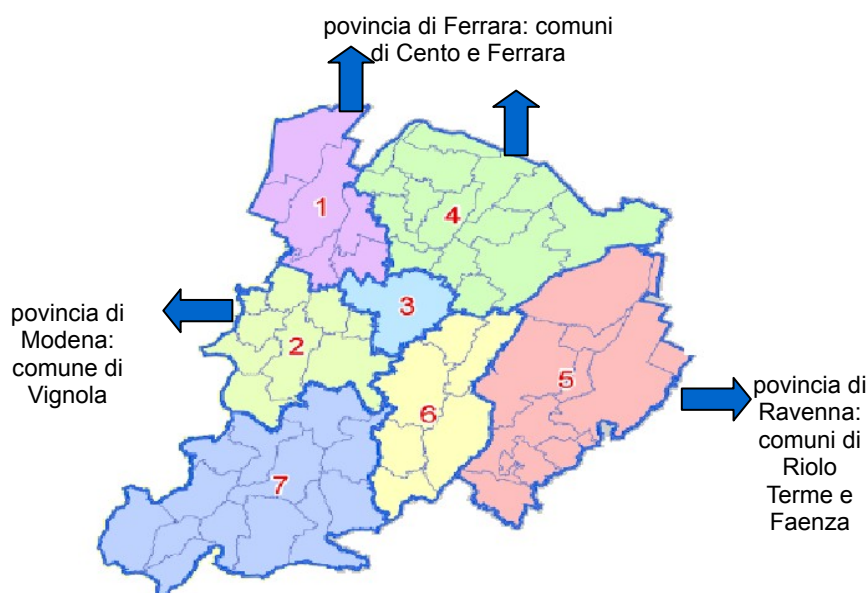 povincia di Ferrara: comuni
di Cento e Ferrara
1
4
povincia di
Modena:
comune di
Vignola
3
2
5
povincia di
Ravenna:
comuni di
Riolo
Terme e
Faenza
6
7